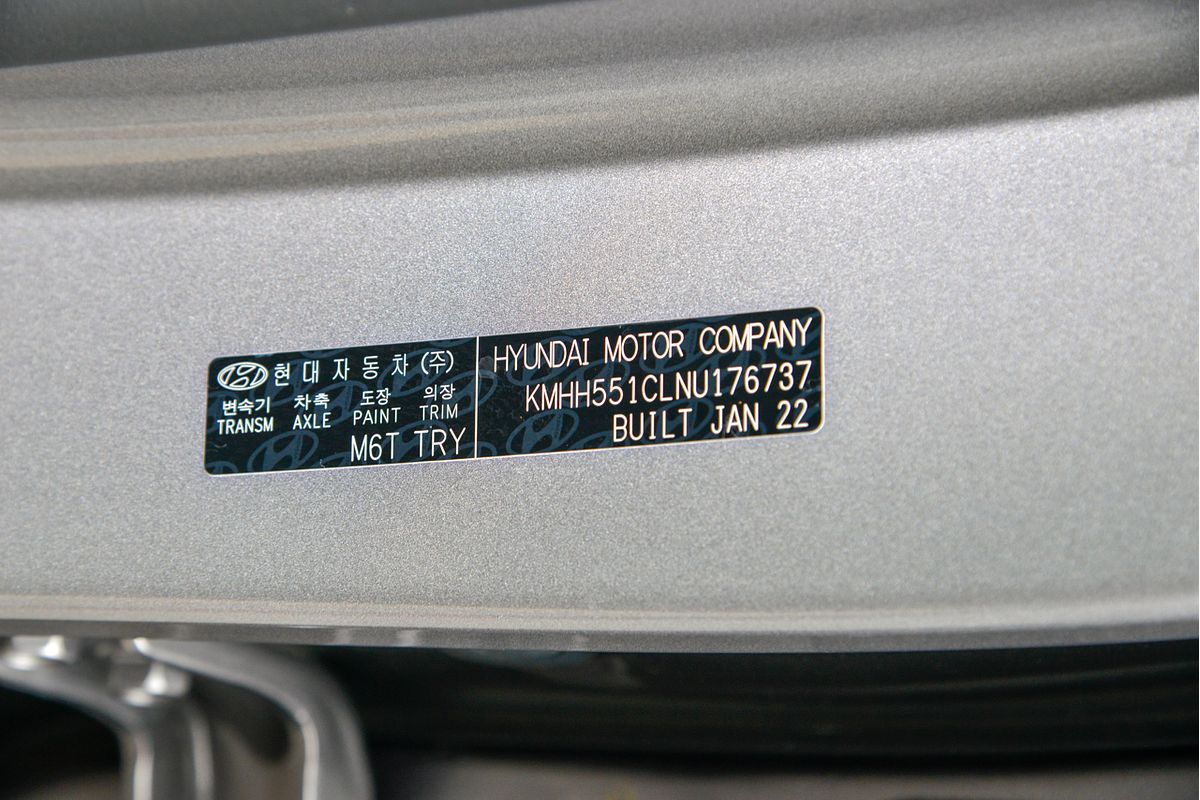 현대자동차(주)
변속기 차축 도장 의장
TRANSM AXLE PAINT TRIM
M6T TRY
HYUNDAI MOTOR COMPANY
KMHH551CLNU176737
BUILT JAN 22